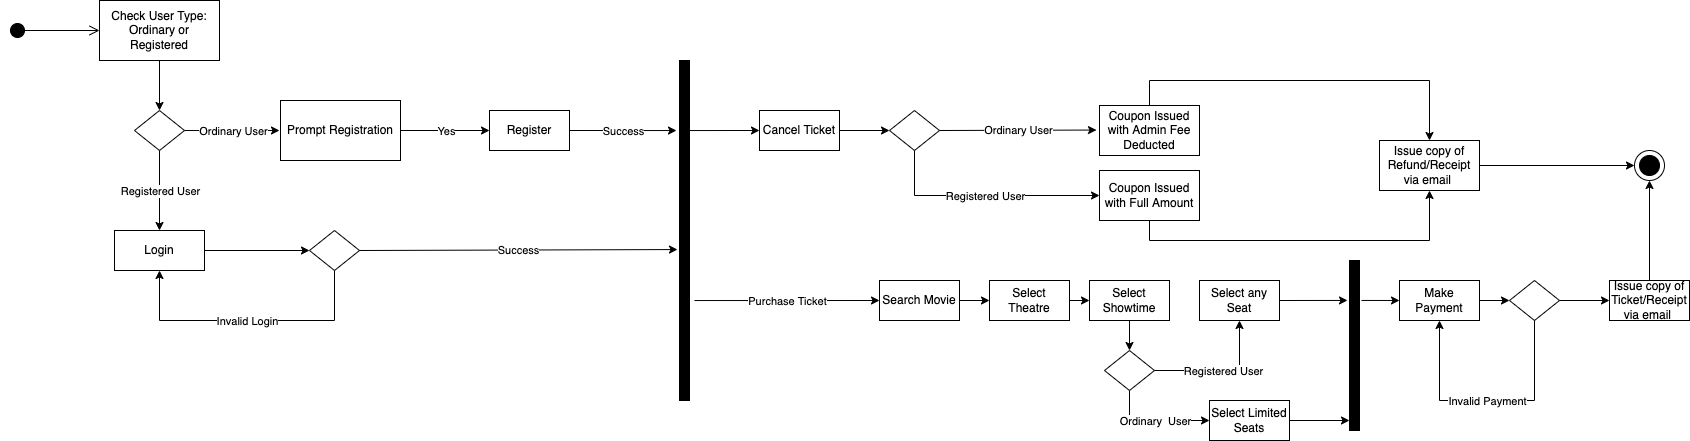 Check User Type:
Ordinary or
Registered
Ordinary User
Prompt Registration
Yes
Register
Success
Registered User
Login
Success
Invalid Login
Cancel Ticket
Ordinary User
Coupon Issued
with Admin Fee
Deducted
Registered User
Coupon Issued
with Full Amount
Issue copy of
Refund/Receipt
via email
Purchase Ticket
Search Movie
Select
Theatre
Select
Showtime
Select any
Seat
Registered User
Ordinary  User
Select Limited
Seats
Make
Payment
Invalid Payment
Issue copy of
Ticket/Receipt
via email